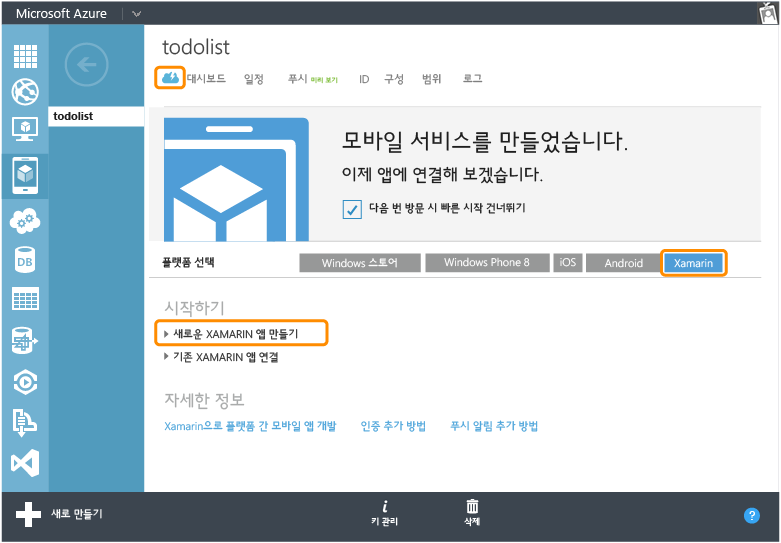 Microsoft Azure
todolist
대시보드 일정 푸시 미리 보기 ID 구성 범위 로그
todolist
모바일 서비스를 만들었습니다.
이제 앱에 연결해 보겠습니다.
다음 번 방문 시 빠른 시작 건너뛰기
플랫폼 선택 Windows 스토어 Windows Phone 8 iOS Android Xamarin
시작하기
새로운 XAMARIN 앱 만들기
기존 XAMARIN 앱 연결
자세한 정보
Xamarin으로 플랫폼 간 모바일 앱 개발 인증 추가 방법 푸시 알림 추가 방법
DB
새로 만들기 키 관리 삭제 ?